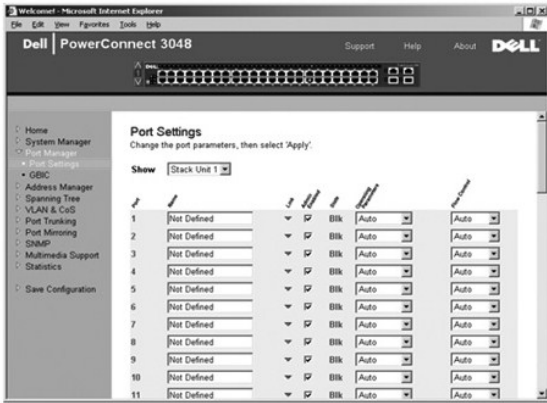 Welcome! - Microsoft Internet Explorer
File Edit View Favorites Tools Help
Dell PowerConnect 3048 Support Help About DELL
Home
System Manager
Port Manager
Port Settings
GBIC
Address Manager
Spanning Tree
VLAN & CoS
Port Trunking
Port Mirroring
SNMP
Multimedia Support
Statistics
Save Configuration
Port Settings
Change the port parameters, then select 'Apply'.
Show Stack Unit 1
Port Name Link Admin Enabled State Operating Parameters Flow Control
1 Not Defined Blk Auto Auto
2 Not Defined Blk Auto Auto
3 Not Defined Blk Auto Auto
4 Not Defined Blk Auto Auto
5 Not Defined Blk Auto Auto
6 Not Defined Blk Auto Auto
7 Not Defined Blk Auto Auto
8 Not Defined Blk Auto Auto
9 Not Defined Blk Auto Auto
10 Not Defined Blk Auto Auto
11 Not Defined Blk Auto Auto